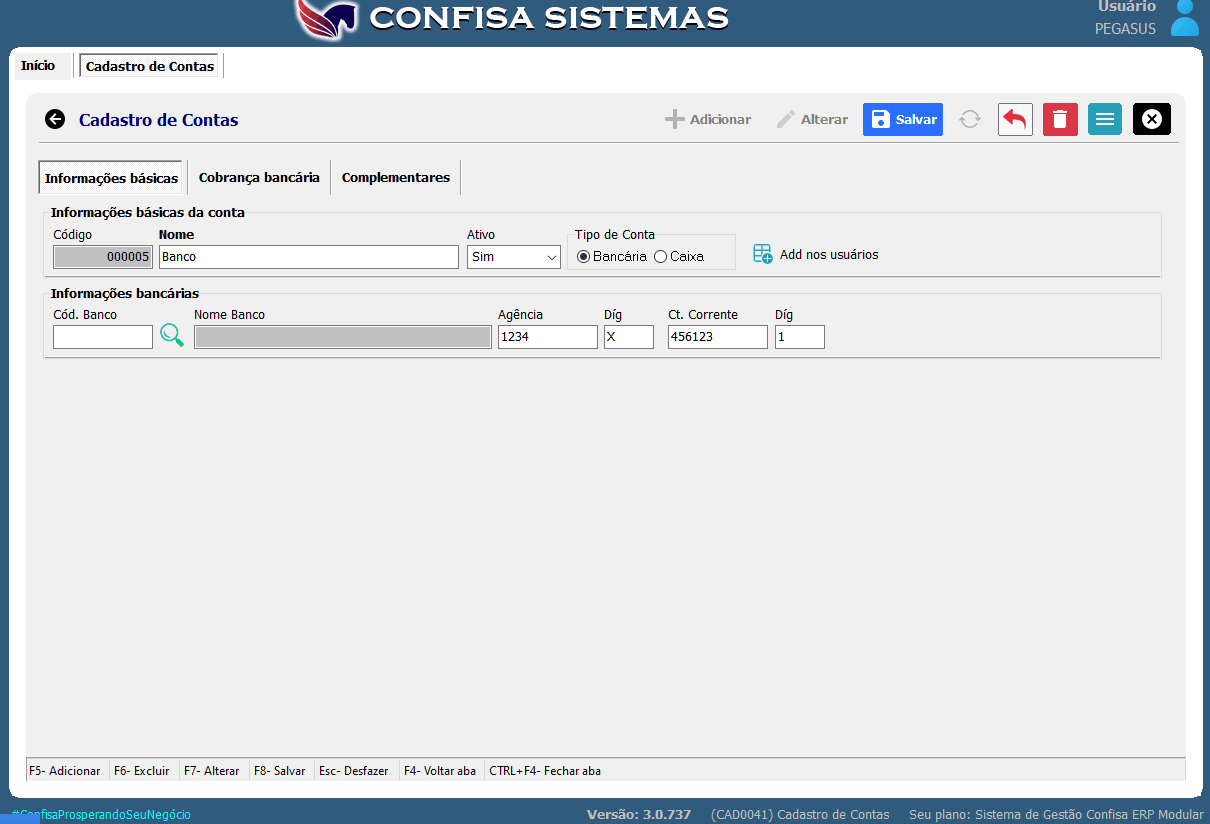 CONFISA SISTEMAS
Usuário
PEGASUS
Início
Cadastro de Contas
Cadastro de Contas
Adicionar
Alterar
Salvar
Informações básicas
Cobrança bancária
Complementares
Informações básicas da conta
Código
Nome
Ativo
Tipo de Conta
000005
Banco
Sim
Bancária
Caixa
Add nos usuários
Informações bancárias
Cód. Banco
Nome Banco
Agência
Díg
Ct. Corrente
Díg
1234
X
456123
1
F5- Adicionar
F6- Excluir
F7- Alterar
F8- Salvar
Esc- Desfazer
F4- Voltar aba
CTRL+F4- Fechar aba
#ConfisaProsperandoSeuNegócio
Versão: 3.0.737
(CAD0041) Cadastro de Contas
Seu plano: Sistema de Gestão Confisa ERP Modular